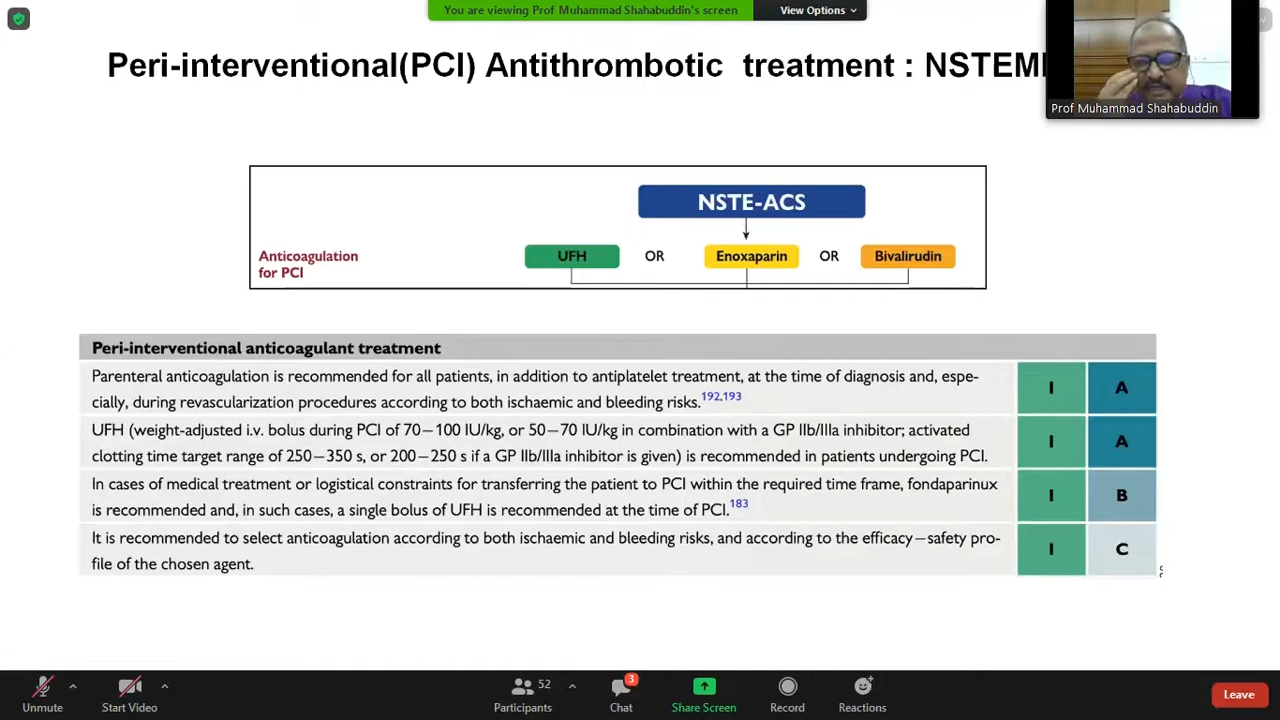 You are viewing Prof Muhammad Shahabuddin's screen
View Options
Peri-interventional(PCI) Antithrombotic treatment : NSTEM
Prof Muhammad Shahabuddin
NSTE-ACS
Anticoagulation
for PCI
UFH OR Enoxaparin OR Bivalirudin
Peri-interventional anticoagulant treatment
Parenteral anticoagulation is recommended for all patients, in addition to antiplatelet treatment, at the time of diagnosis and, espe-
cially, during revascularization procedures according to both ischaemic and bleeding risks.192,193
I A
UFH (weight-adjusted i.v. bolus during PCI of 70–100 IU/kg, or 50–70 IU/kg in combination with a GP IIb/IIIa inhibitor; activated
clotting time target range of 250–350 s, or 200–250 s if a GP IIb/IIIa inhibitor is given) is recommended in patients undergoing PCI.
I A
In cases of medical treatment or logistical constraints for transferring the patient to PCI within the required time frame, fondaparinux
is recommended and, in such cases, a single bolus of UFH is recommended at the time of PCI.183
I B
It is recommended to select anticoagulation according to both ischaemic and bleeding risks, and according to the efficacy–safety pro-
file of the chosen agent.
I C
Unmute
Start Video
52
Participants
3
Chat
Share Screen
Record
Reactions
Leave